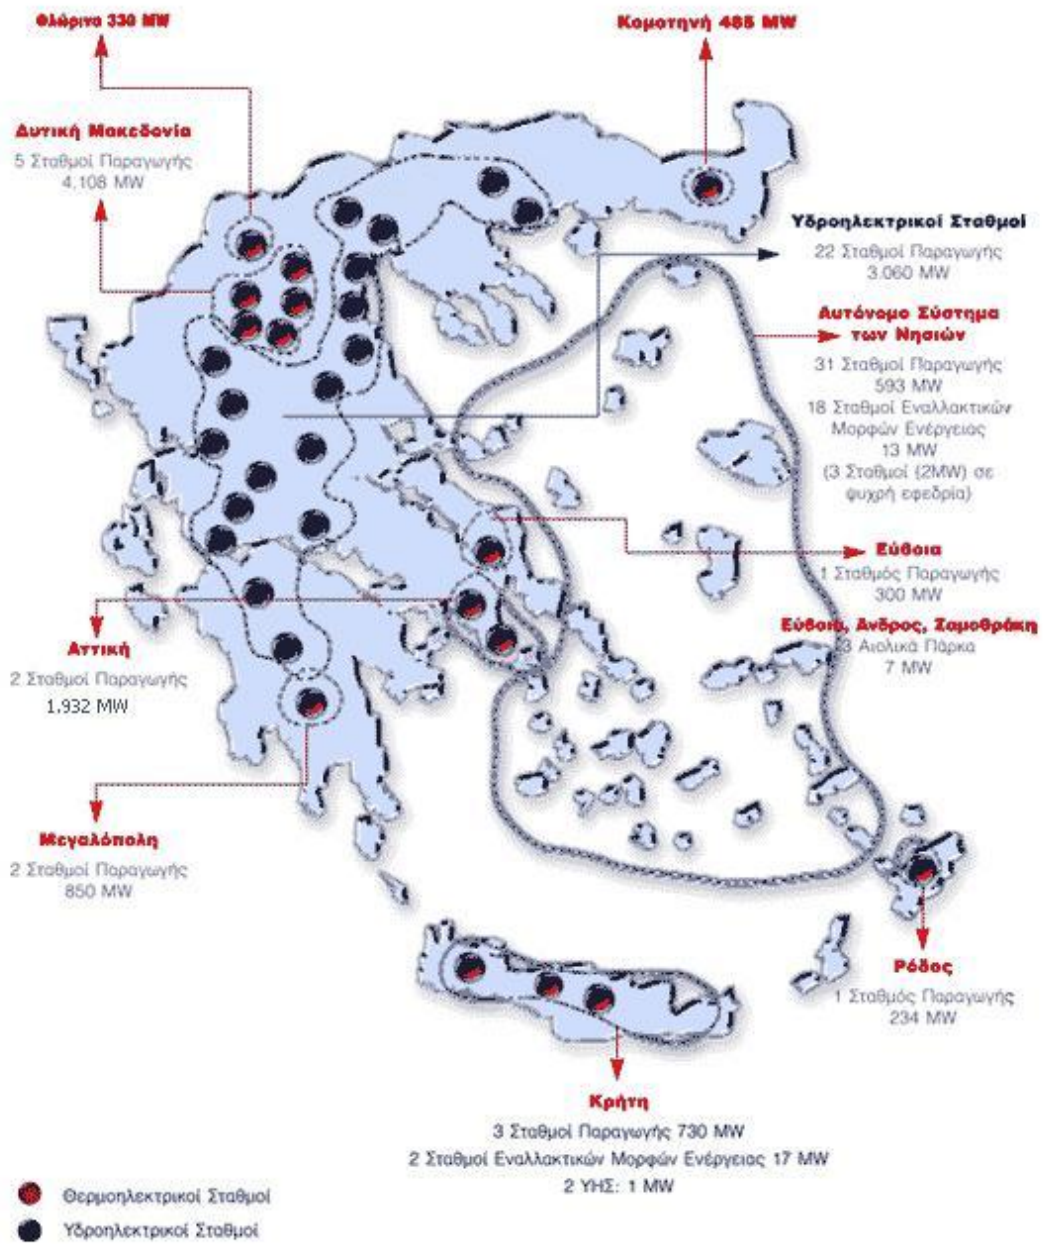 Φλώρινα 330 MW
Κομοτηνή 485 MW
Δυτική Μακεδονία
5 Σταθμοί Παραγωγής
4.108 MW
Υδροηλεκτρικοί Σταθμοί
22 Σταθμοί Παραγωγής
3.060 MW
Αυτόνομο Σύστημα
των Νησιών
31 Σταθμοί Παραγωγής
593 MW
18 Σταθμοί Εναλλακτικών
Μορφών Ενέργειας
13 MW
(3 Σταθμοί (2MW) σε
ψυχρή εφεδρία)
Εύβοια
1 Σταθμός Παραγωγής
300 MW
Εύβοια, Άνδρος, Σαμοθράκη
3 Αιολικά Πάρκα
7 MW
Αττική
2 Σταθμοί Παραγωγής
1.932 MW
Μεγαλόπολη
2 Σταθμοί Παραγωγής
850 MW
Ρόδος
1 Σταθμός Παραγωγής
234 MW
Κρήτη
3 Σταθμοί Παραγωγής 730 MW
2 Σταθμοί Εναλλακτικών Μορφών Ενέργειας 17 MW
2 ΥΗΣ: 1 MW
Θερμοηλεκτρικοί Σταθμοί
Υδροηλεκτρικοί Σταθμοί